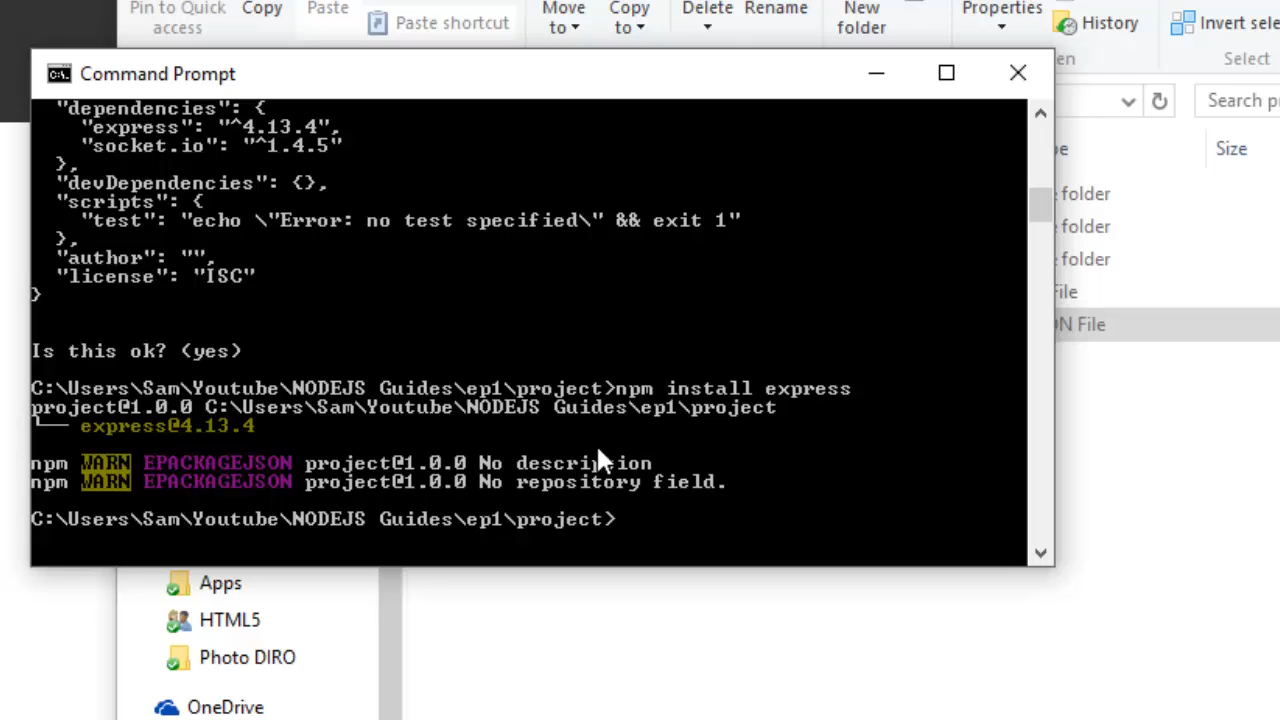 Pin to Quick access
Copy
Paste
Paste shortcut
Move to
Copy to
Delete
Rename
New folder
Properties
History
Invert sele
en
Select
Command Prompt
Search pr
"dependencies": {
"express": "^4.13.4",
"socket.io": "^1.4.5"
},
"devDependencies": {},
"scripts": {
"test": "echo \"Error: no test specified\" && exit 1"
},
"author": "",
"license": "ISC"
}
Is this ok? (yes)
C:\Users\Sam\Youtube\NODEJS Guides\ep1\project>npm install express
project@1.0.0 C:\Users\Sam\Youtube\NODEJS Guides\ep1\project
└── express@4.13.4
npm WARN EPACKAGEJSON project@1.0.0 No description
npm WARN EPACKAGEJSON project@1.0.0 No repository field.
C:\Users\Sam\Youtube\NODEJS Guides\ep1\project>
pe
Size
e folder
e folder
e folder
File
ON File
Apps
HTML5
Photo DIRO
OneDrive